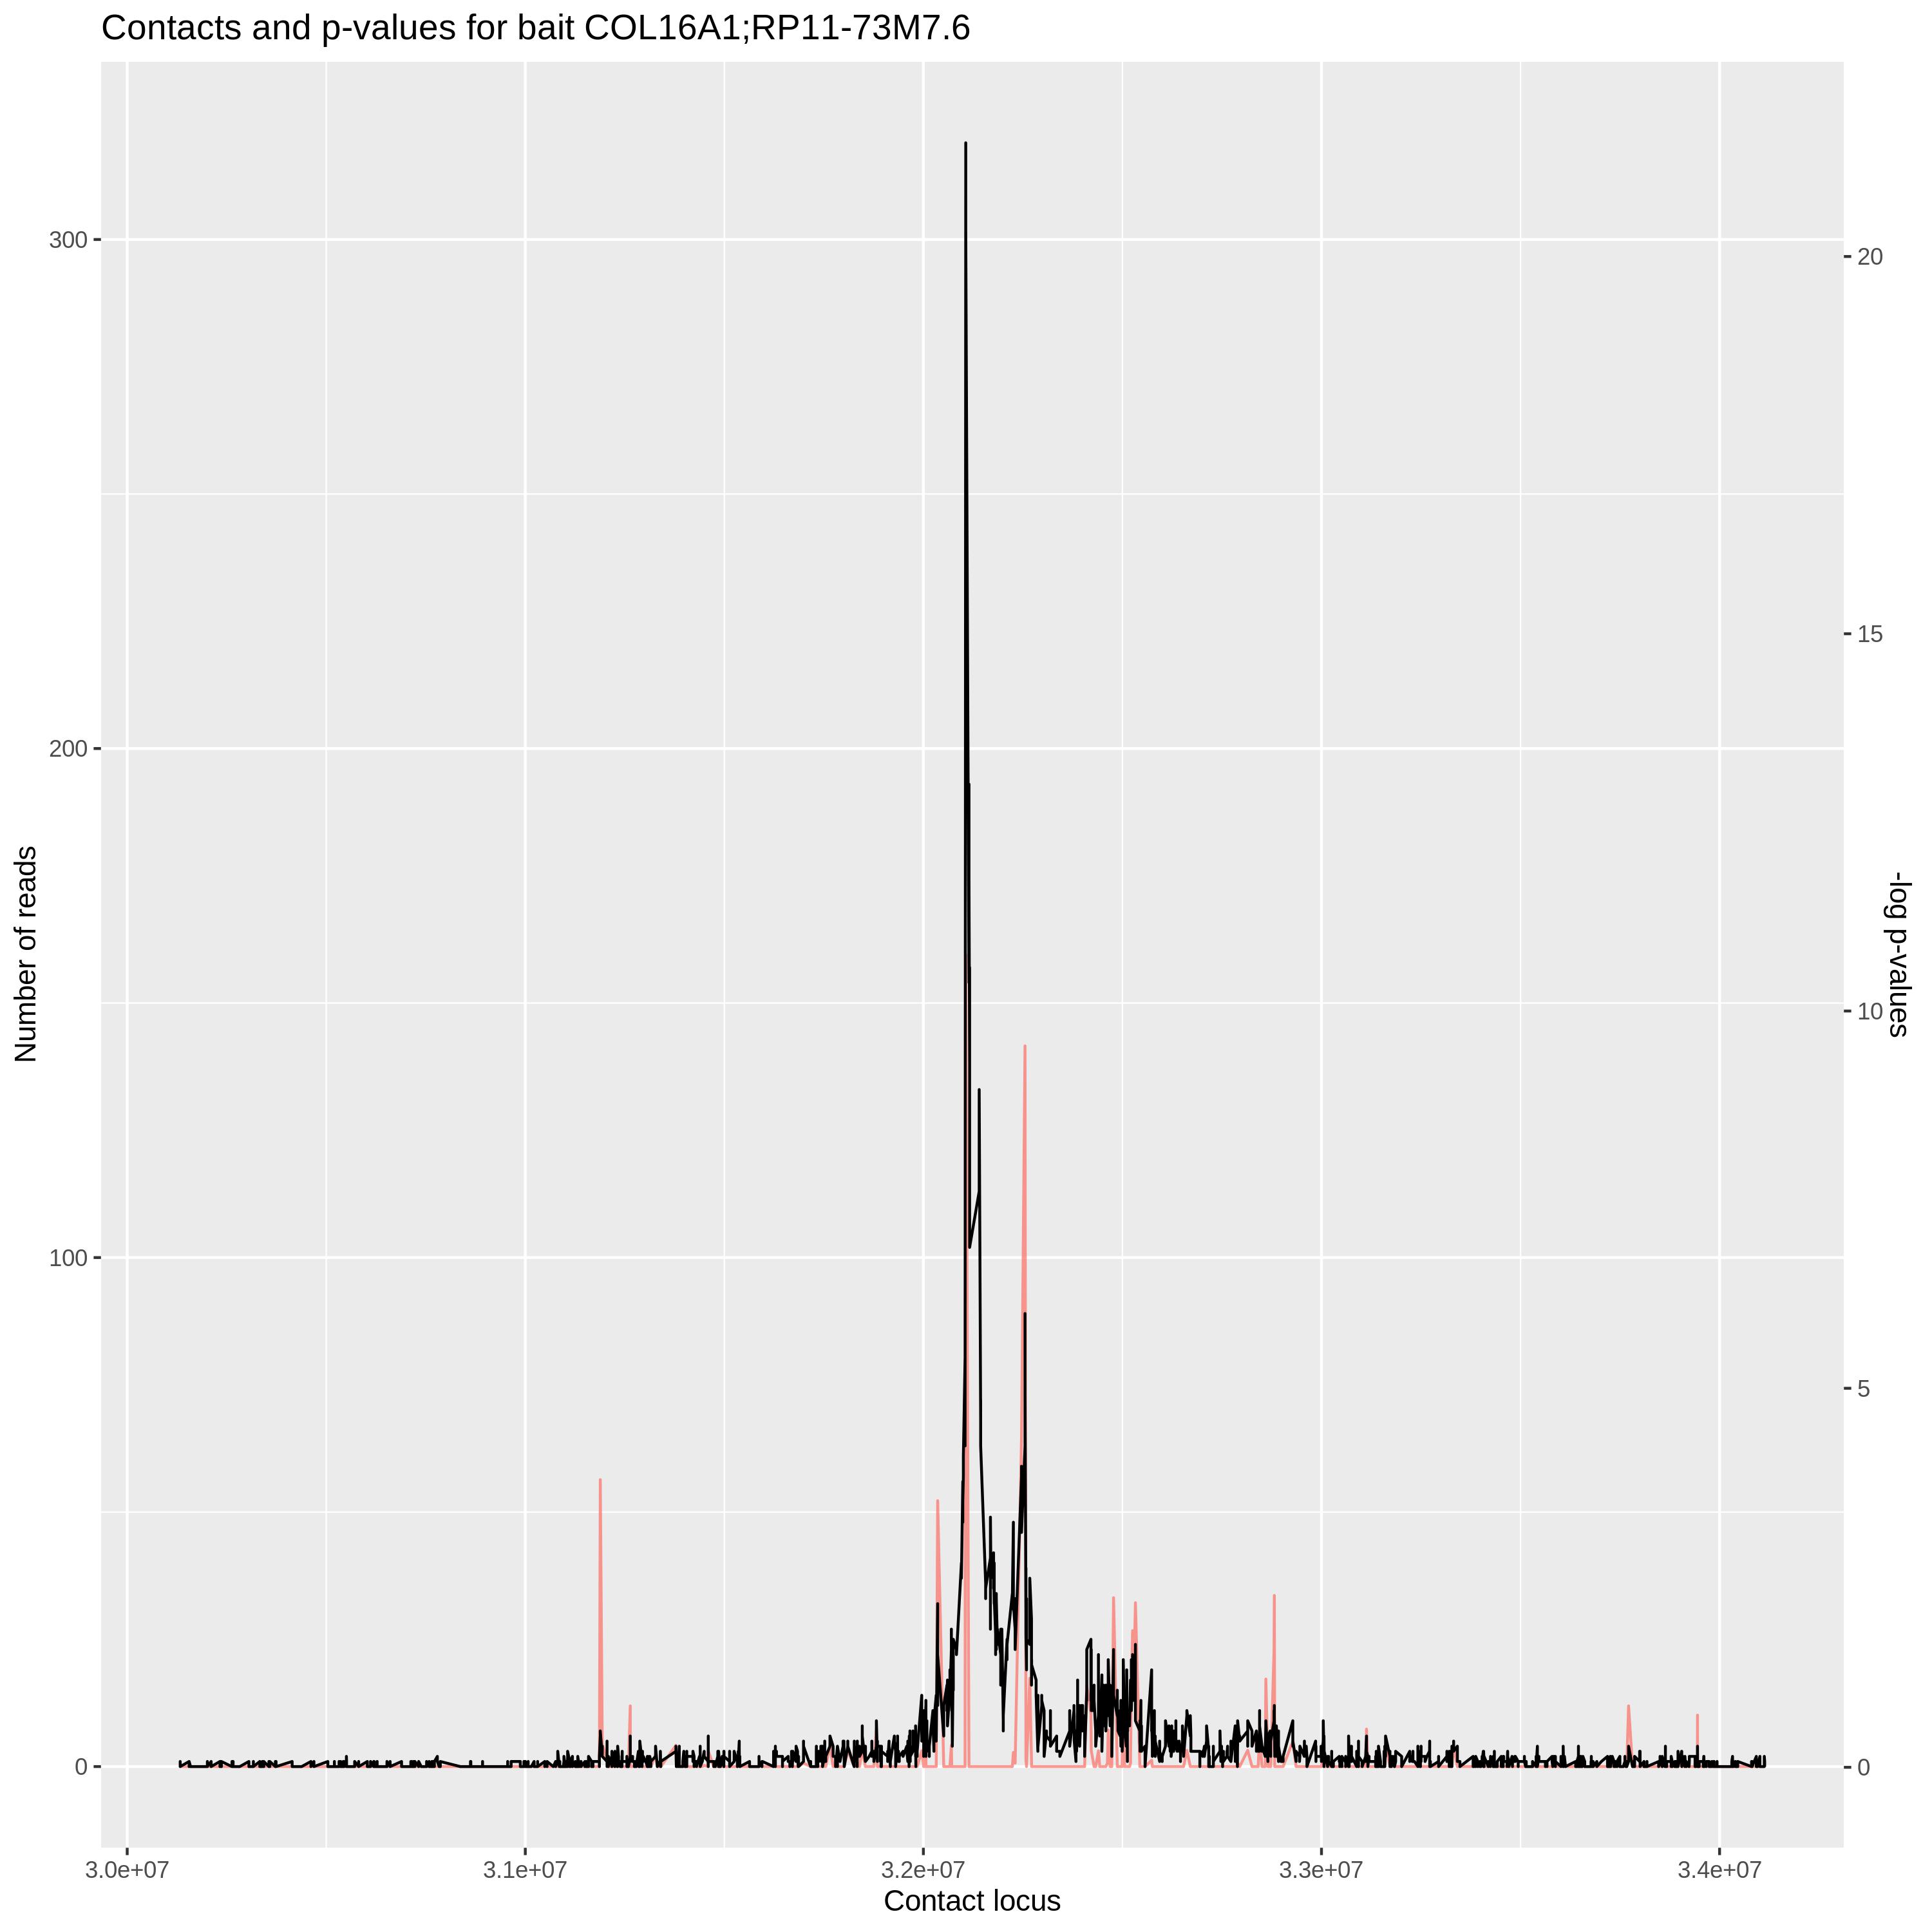 Contacts and p-values for bait COL16A1;RP11-73M7.6
300
200
100
0
Number of reads
20
15
10
5
0
-log p-values
3.0e+07
3.1e+07
3.2e+07
3.3e+07
3.4e+07
Contact locus